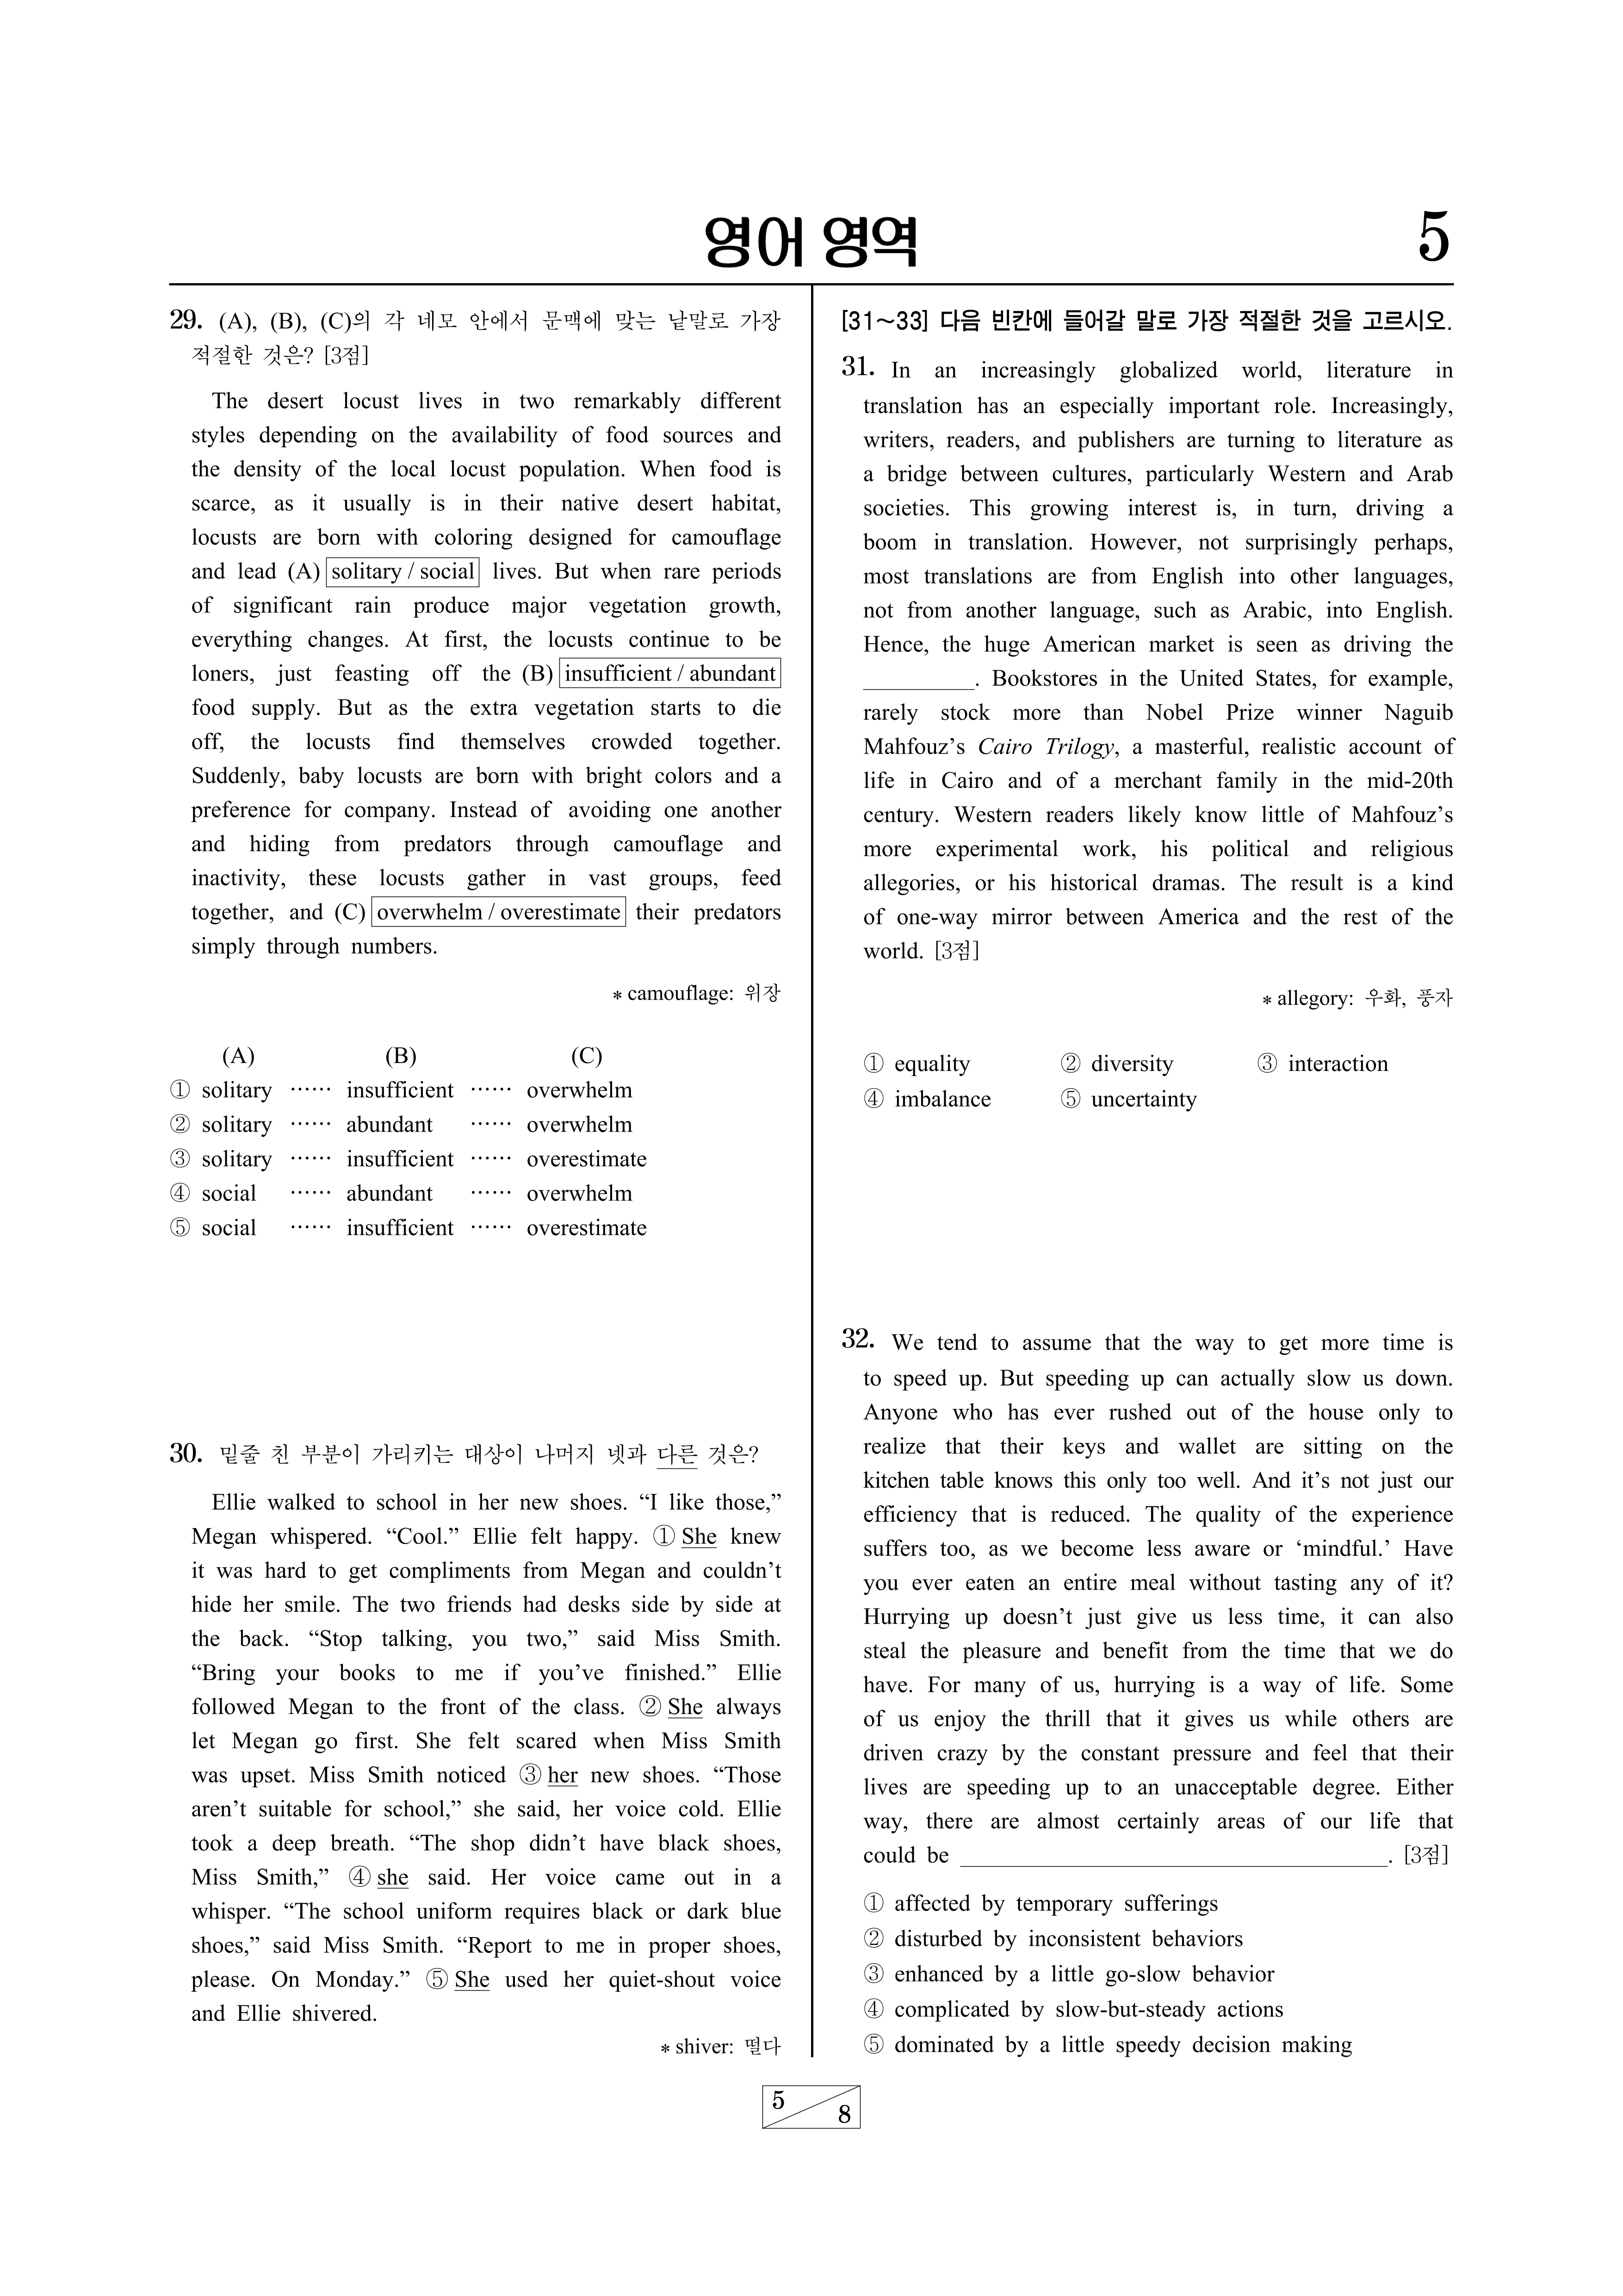 영어 영역
5
29. (A), (B), (C)의 각 네모 안에서 문맥에 맞는 낱말로 가장
적절한 것은? [3점]
The desert locust lives in two remarkably different
styles depending on the availability of food sources and
the density of the local locust population. When food is
scarce, as it usually is in their native desert habitat,
locusts are born with coloring designed for camouflage
and lead (A) solitary / social lives. But when rare periods
of significant rain produce major vegetation growth,
everything changes. At first, the locusts continue to be
loners, just feasting off the (B) insufficient / abundant
food supply. But as the extra vegetation starts to die
off, the locusts find themselves crowded together.
Suddenly, baby locusts are born with bright colors and a
preference for company. Instead of avoiding one another
and hiding from predators through camouflage and
inactivity, these locusts gather in vast groups, feed
together, and (C) overwhelm / overestimate their predators
simply through numbers.
* camouflage: 위장
(A) (B) (C)
① solitary …… insufficient …… overwhelm
② solitary …… abundant …… overwhelm
③ solitary …… insufficient …… overestimate
④ social …… abundant …… overwhelm
⑤ social …… insufficient …… overestimate
30. 밑줄 친 부분이 가리키는 대상이 나머지 넷과 다른 것은?
Ellie walked to school in her new shoes. “I like those,”
Megan whispered. “Cool.” Ellie felt happy. ① She knew
it was hard to get compliments from Megan and couldn’t
hide her smile. The two friends had desks side by side at
the back. “Stop talking, you two,” said Miss Smith.
“Bring your books to me if you’ve finished.” Ellie
followed Megan to the front of the class. ② She always
let Megan go first. She felt scared when Miss Smith
was upset. Miss Smith noticed ③ her new shoes. “Those
aren’t suitable for school,” she said, her voice cold. Ellie
took a deep breath. “The shop didn’t have black shoes,
Miss Smith,” ④ she said. Her voice came out in a
whisper. “The school uniform requires black or dark blue
shoes,” said Miss Smith. “Report to me in proper shoes,
please. On Monday.” ⑤ She used her quiet-shout voice
and Ellie shivered.
* shiver: 떨다
[31～33] 다음 빈칸에 들어갈 말로 가장 적절한 것을 고르시오.
31. In an increasingly globalized world, literature in
translation has an especially important role. Increasingly,
writers, readers, and publishers are turning to literature as
a bridge between cultures, particularly Western and Arab
societies. This growing interest is, in turn, driving a
boom in translation. However, not surprisingly perhaps,
most translations are from English into other languages,
not from another language, such as Arabic, into English.
Hence, the huge American market is seen as driving the
__________. Bookstores in the United States, for example,
rarely stock more than Nobel Prize winner Naguib
Mahfouz’s Cairo Trilogy, a masterful, realistic account of
life in Cairo and of a merchant family in the mid-20th
century. Western readers likely know little of Mahfouz’s
more experimental work, his political and religious
allegories, or his historical dramas. The result is a kind
of one-way mirror between America and the rest of the
world. [3점]
* allegory: 우화, 풍자
① equality ② diversity ③ interaction
④ imbalance ⑤ uncertainty
32. We tend to assume that the way to get more time is
to speed up. But speeding up can actually slow us down.
Anyone who has ever rushed out of the house only to
realize that their keys and wallet are sitting on the
kitchen table knows this only too well. And it’s not just our
efficiency that is reduced. The quality of the experience
suffers too, as we become less aware or ‘mindful.’ Have
you ever eaten an entire meal without tasting any of it?
Hurrying up doesn’t just give us less time, it can also
steal the pleasure and benefit from the time that we do
have. For many of us, hurrying is a way of life. Some
of us enjoy the thrill that it gives us while others are
driven crazy by the constant pressure and feel that their
lives are speeding up to an unacceptable degree. Either
way, there are almost certainly areas of our life that
could be ______________________________. [3점]
① affected by temporary sufferings
② disturbed by inconsistent behaviors
③ enhanced by a little go-slow behavior
④ complicated by slow-but-steady actions
⑤ dominated by a little speedy decision making
5
8